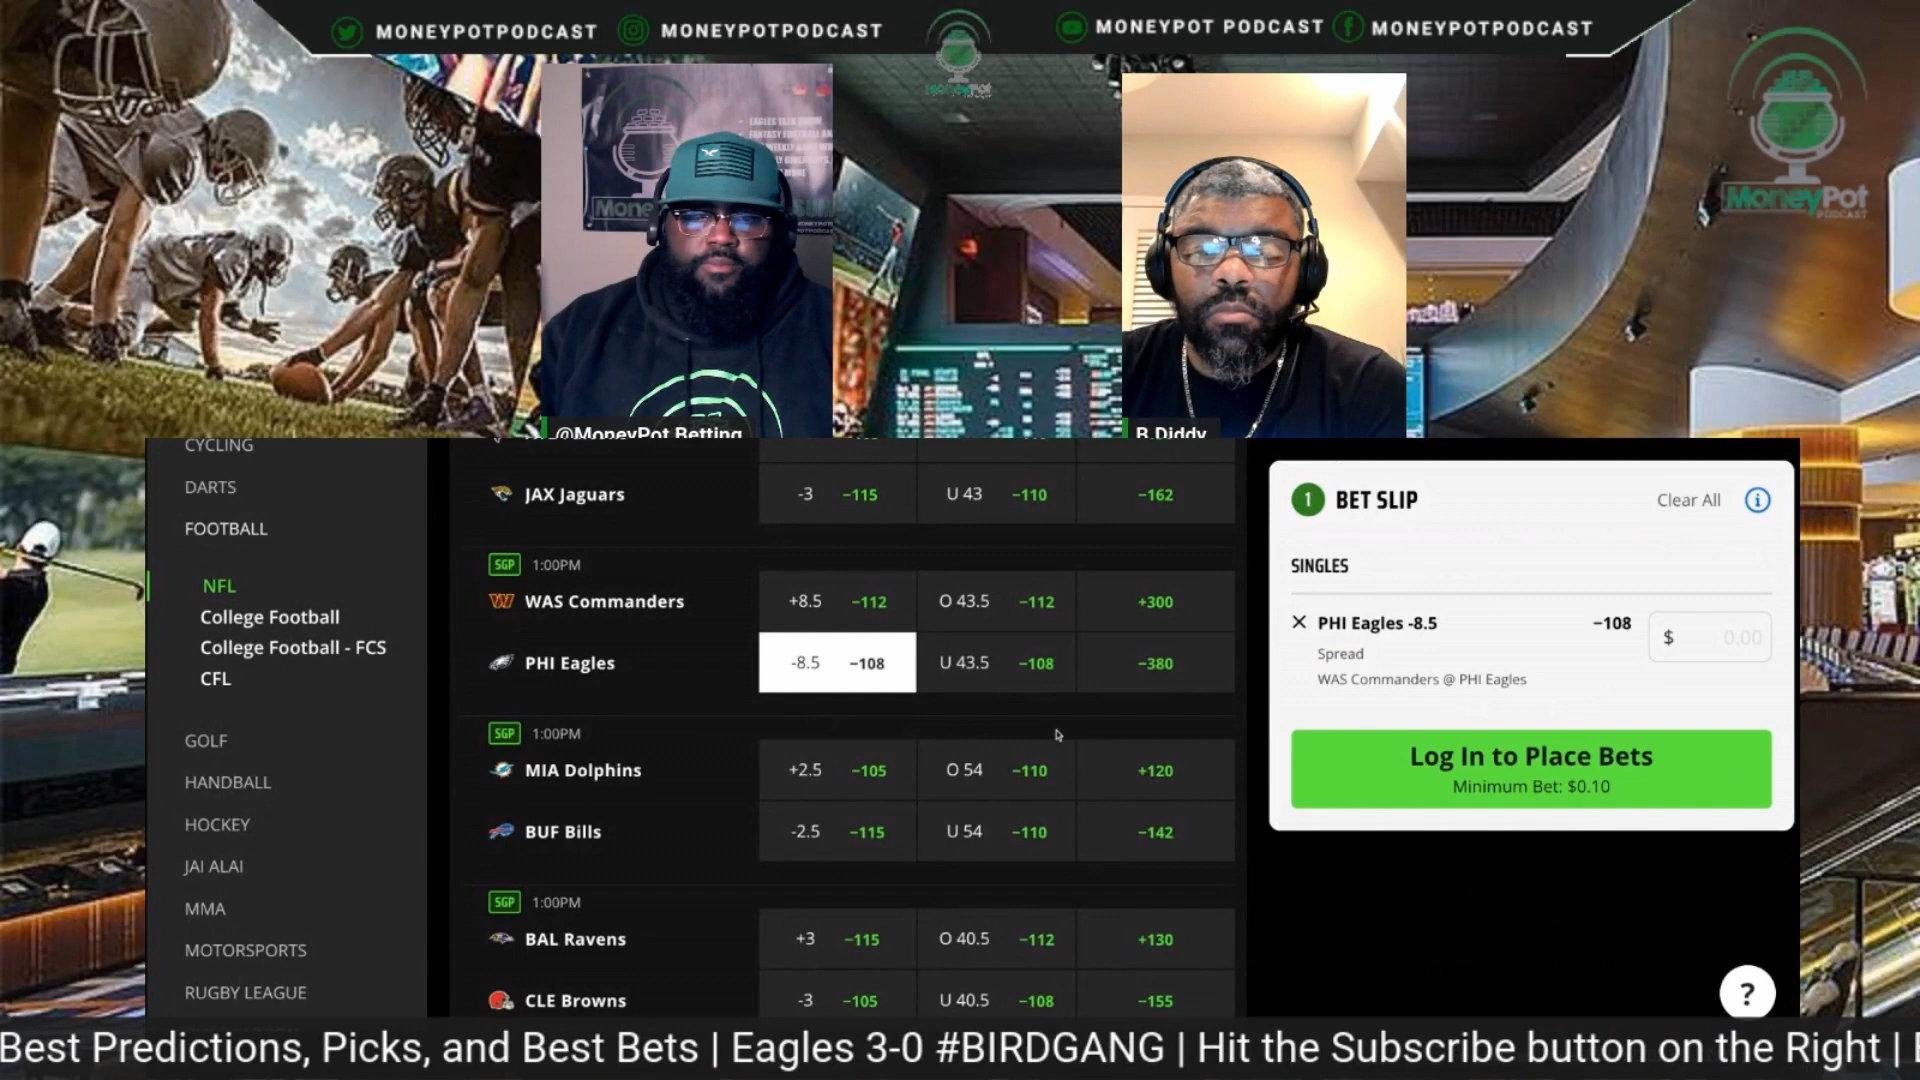 MONEYPOTPODCAST
MONEYPOTPODCAST
MONEYPOT PODCAST
MONEYPOTPODCAST
MoneyPot
PODCAST
EAGLES TALK SHOW
@MoneyPot Betting
B.Diddy
CYCLING
DARTS
FOOTBALL
NFL
College Football
College Football - FCS
CFL
GOLF
HANDBALL
HOCKEY
JAI ALAI
MMA
MOTORSPORTS
RUGBY LEAGUE
JAX Jaguars -3 −115 U 43 −110 −162
SGP 1:00PM
WAS Commanders +8.5 −112 O 43.5 −112 +300
PHI Eagles -8.5 −108 U 43.5 −108 −380
SGP 1:00PM
MIA Dolphins +2.5 −105 O 54 −110 +120
BUF Bills -2.5 −115 U 54 −110 −142
SGP 1:00PM
BAL Ravens +3 −115 O 40.5 −112 +130
CLE Browns -3 −105 U 40.5 −108 −155
1 BET SLIP Clear All i
SINGLES
PHI Eagles -8.5 −108 $ 0.00
Spread
WAS Commanders @ PHI Eagles
Log In to Place Bets
Minimum Bet: $0.10
?
Best Predictions, Picks, and Best Bets | Eagles 3-0 #BIRDGANG | Hit the Subscribe button on the Right |